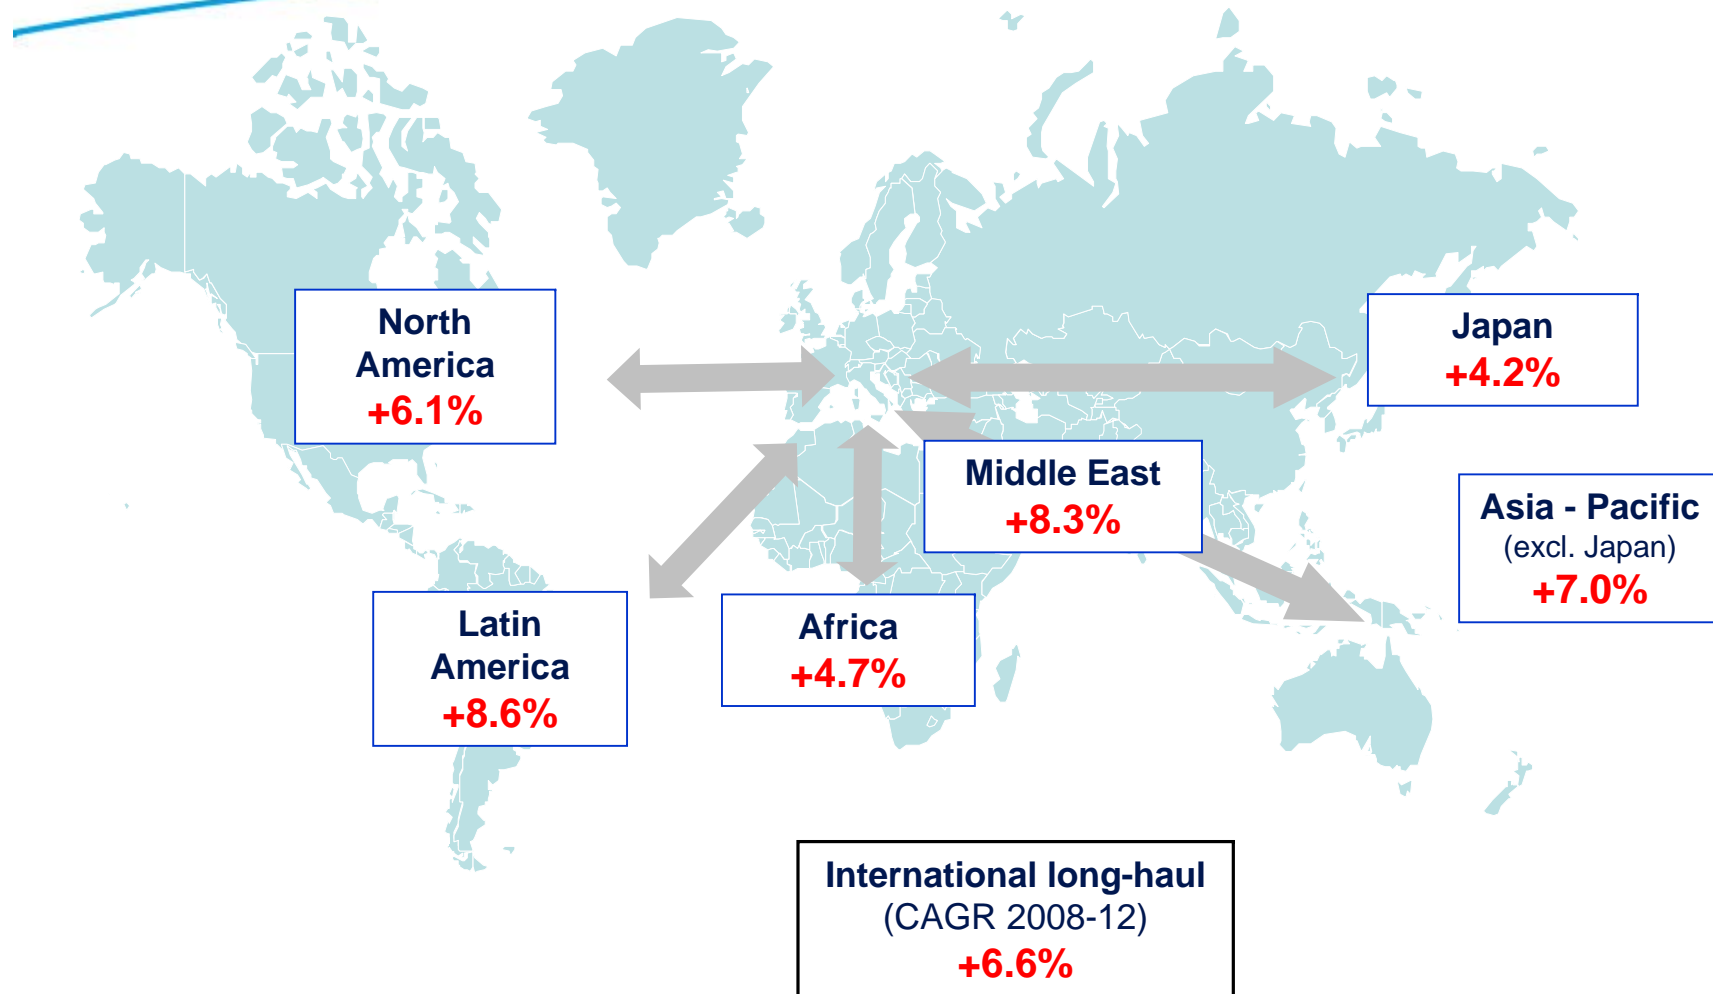 North
America
+6.1%
Japan
+4.2%
Middle East
+8.3%
Asia - Pacific
(excl. Japan)
+7.0%
Latin
America
+8.6%
Africa
+4.7%
International long-haul
(CAGR 2008-12)
+6.6%